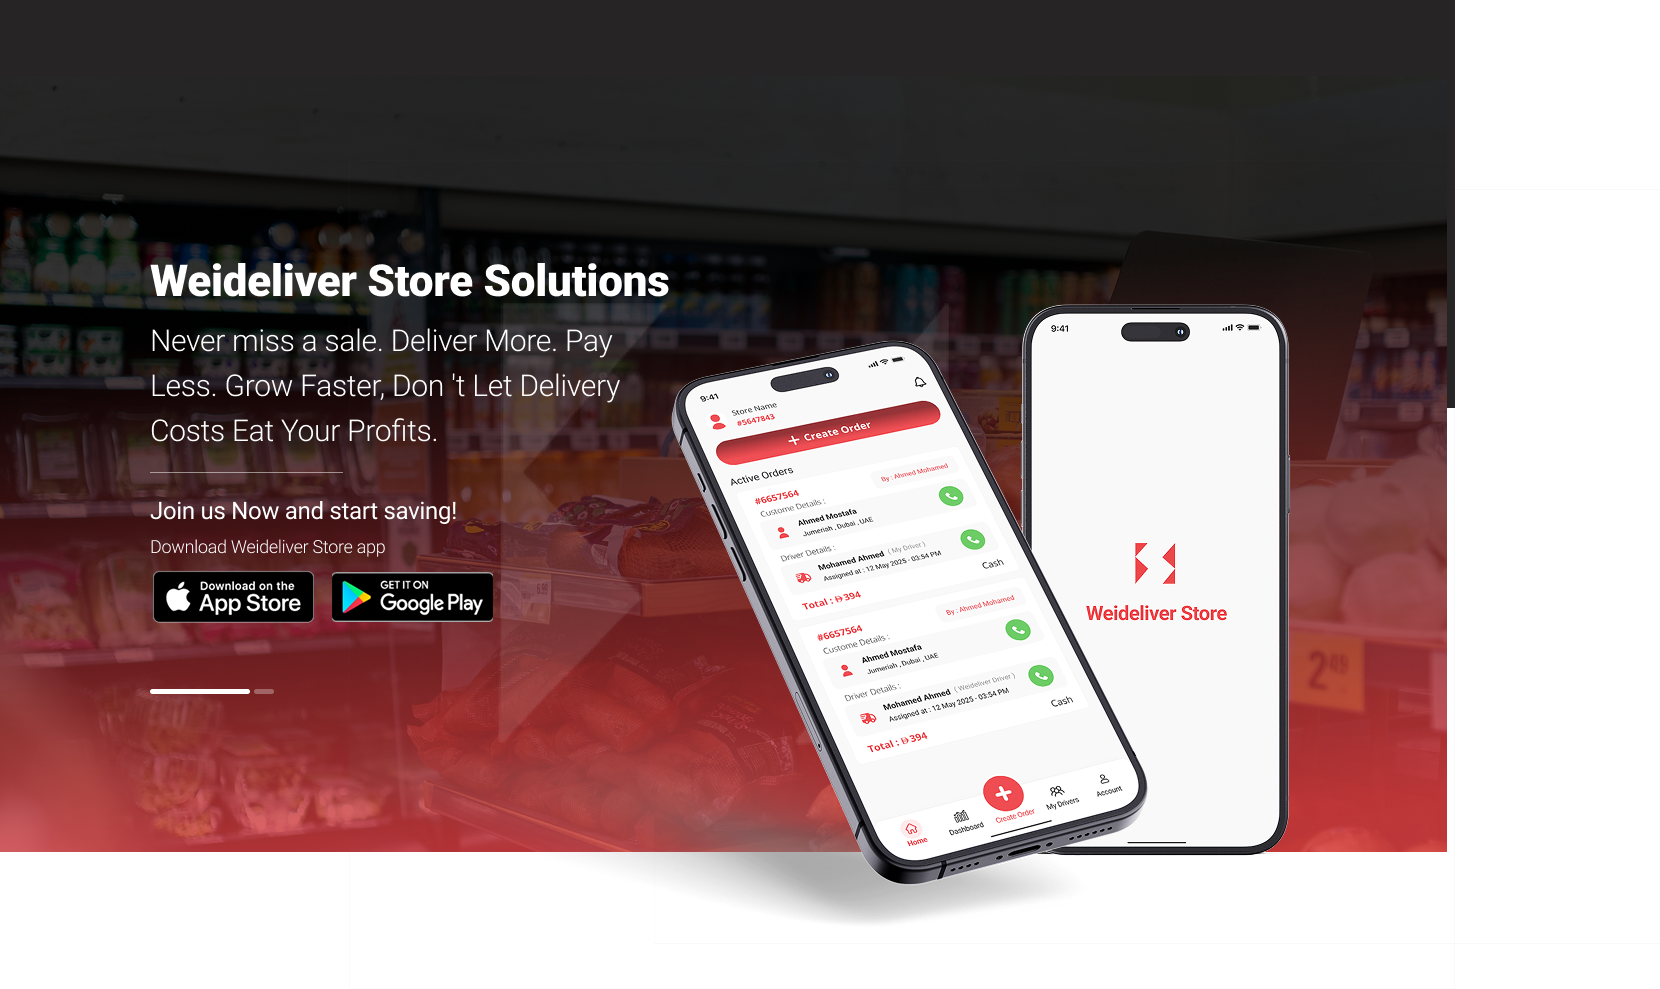 Weideliver Store Solutions
Never miss a sale. Deliver More. Pay
Less. Grow Faster, Don 't Let Delivery
Costs Eat Your Profits.
Join us Now and start saving!
Download Weideliver Store app
Download on the
App Store
GET IT ON
Google Play
9:41
Store Name
#5647843
+ Create Order
Active Orders
#6657564
By : Ahmed Mohamed
Custome Details :
Ahmed Mostafa
Jumeriah , Dubai ,UAE
Driver Details :
Mohamed Ahmed ( My Driver )
Assigned at : 12 May 2025 - 03:54 PM
Cash
Total : 394
#6657564
By : Ahmed Mohamed
Custome Details :
Ahmed Mostafa
Jumeriah , Dubai ,UAE
Driver Details :
Mohamed Ahmed ( Weideliver Driver )
Assigned at : 12 May 2025 - 03:54 PM
Cash
Total : 394
Home
Dashboard
Create Order
My Drivers
Account
9:41
Weideliver Store
2